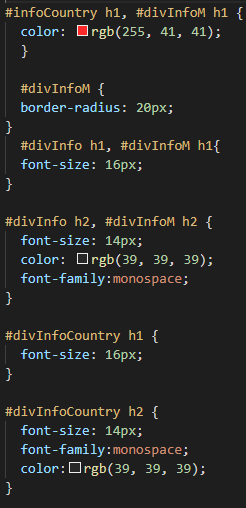 #infoCountry h1, #divInfoM h1 {
  color: rgb(255, 41, 41);
  }

  #divInfoM {
  border-radius: 20px;
}
  #divInfo h1, #divInfoM h1{
  font-size: 16px;
}

#divInfo h2, #divInfoM h2 {
  font-size: 14px;
  color: rgb(39, 39, 39);
  font-family:monospace;
}

#divInfoCountry h1 {
  font-size: 16px;
}

#divInfoCountry h2 {
  font-size: 14px;
  font-family:monospace;
  color:rgb(39, 39, 39);
}